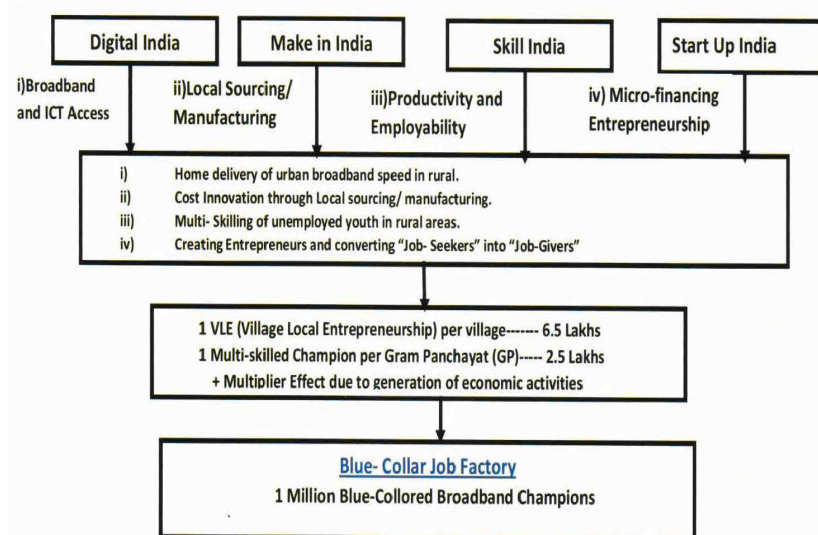 Digital India
Make in India
Skill India
Start Up India
i)Broadband
and ICT Access
ii)Local Sourcing/
Manufacturing
iii)Productivity and
Employability
iv) Micro-financing
Entrepreneurship
i) Home delivery of urban broadband speed in rural.
ii) Cost Innovation through Local sourcing/ manufacturing.
iii) Multi- Skilling of unemployed youth in rural areas.
iv) Creating Entrepreneurs and converting “Job- Seekers” into “Job-Givers”
1 VLE (Village Local Entrepreneurship) per village------- 6.5 Lakhs
1 Multi-skilled Champion per Gram Panchayat (GP)----- 2.5 Lakhs
+ Multiplier Effect due to generation of economic activities
Blue- Collar Job Factory
1 Million Blue-Collored Broadband Champions